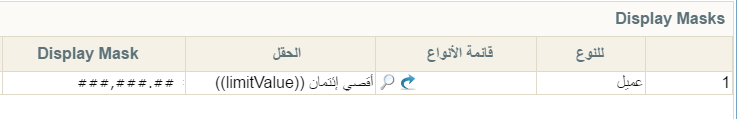 Display Masks
للنوع قائمة الأنواع الحقل Display Mask
1 عميل أقصي إئتمان ((limitValue)) ###,###.##